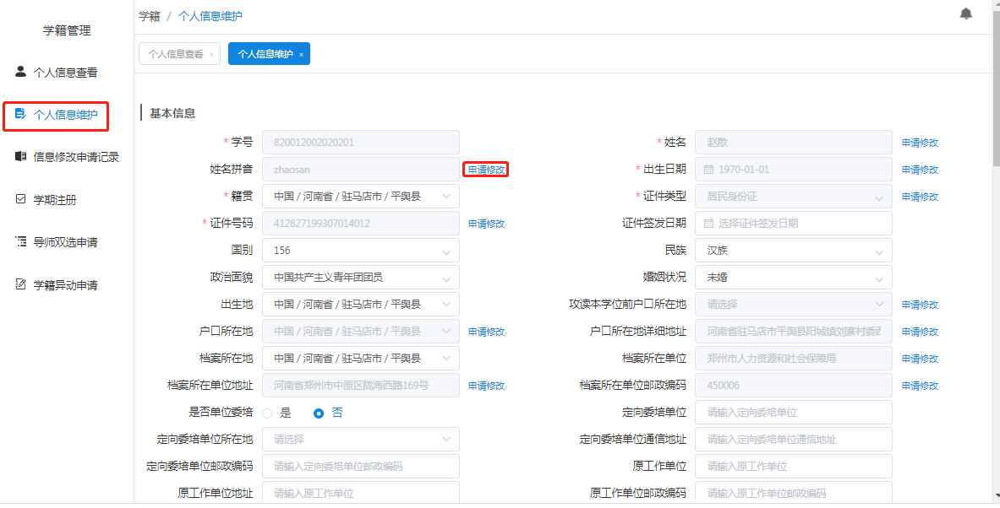 学籍管理
个人信息查看
个人信息维护
信息修改申请记录
学期注册
导师双选申请
学籍异动申请
学籍 / 个人信息维护
个人信息查看 ×
个人信息维护 ×
基本信息
* 学号 820012002020201
* 姓名 赵散 申请修改
姓名拼音 zhaosan 申请修改
* 出生日期 1970-01-01 申请修改
* 籍贯 中国 / 河南省 / 驻马店市 / 平舆县
* 证件类型 居民身份证 申请修改
* 证件号码 412827199307014012 申请修改
证件签发日期 选择证件签发日期
国别 156
民族 汉族
政治面貌 中国共产主义青年团团员
婚姻状况 未婚
出生地 中国 / 河南省 / 驻马店市 / 平舆县
攻读本学位前户口所在地 请选择 申请修改
户口所在地 中国 / 河南省 / 驻马店市 / 平舆县 申请修改
户口所在地详细地址 河南省驻马店市平舆县阳城镇刘寨村委 申请修改
档案所在地 中国 / 河南省 / 驻马店市 / 平舆县
档案所在单位 郑州市人力资源和社会保障局 申请修改
档案所在单位地址 河南省郑州市中原区陇海西路169号 申请修改
档案所在单位邮政编码 450006 申请修改
是否单位委培 是 否
定向委培单位 请输入定向委培单位
定向委培单位所在地 请选择
定向委培单位通信地址 请输入定向委培单位通信地址
定向委培单位邮政编码 请输入定向委培单位邮政编码
原工作单位 请输入原工作单位
原工作单位地址 请输入原工作单位
原工作单位邮政编码 请输入原工作单位邮政编码